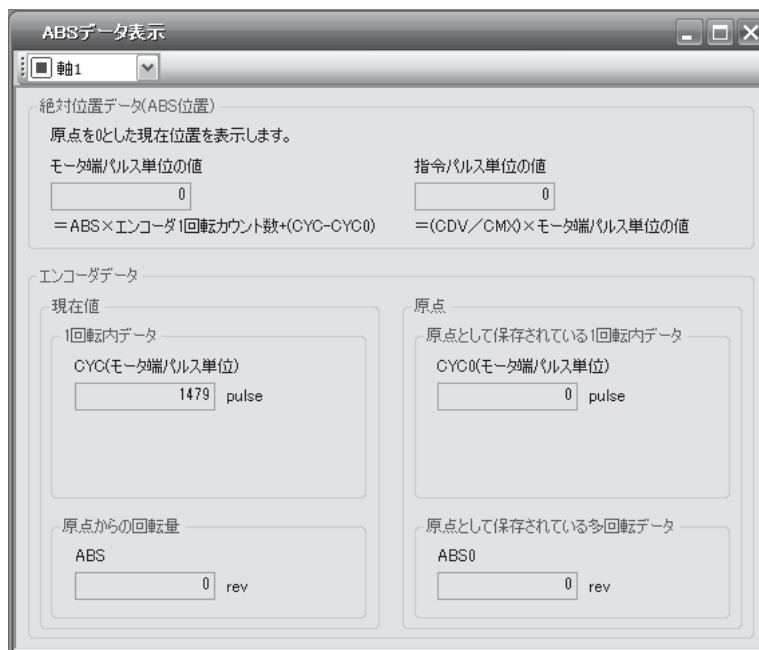 ABSデータ表示
軸1
絶対位置データ(ABS位置)
原点を0とした現在位置を表示します。
モータ端パルス単位の値
指令パルス単位の値
0
0
＝ABS×エンコーダ1回転カウント数+(CYC-CYC0)
＝(CDV／CMX)×モータ端パルス単位の値
エンコーダデータ
現在値
原点
1回転内データ
原点として保存されている1回転内データ
CYC(モータ端パルス単位)
CYC0(モータ端パルス単位)
1479 pulse
0 pulse
原点からの回転量
原点として保存されている多回転データ
ABS
ABS0
0 rev
0 rev